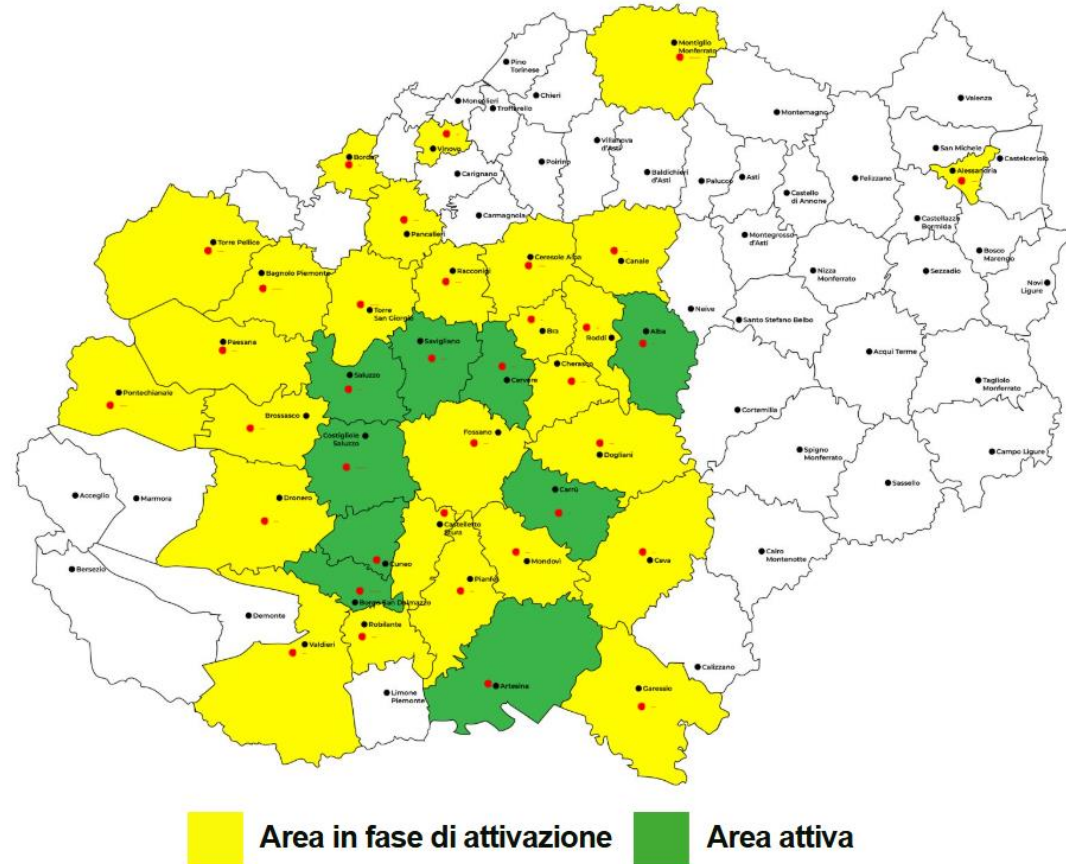 Montiglio
Monferrato
Pino
Torinese
Chieri
Moncalieri
Trofarello
Valenza
Montemagno
Borde
Vinovo
Villanova
d'Asti
San Michele
Castelceriolo
Poirino
Carignano
Baldichieri
d'Asti
Palucco
Asti
Felizzano
Alessandria
Castello
di Annone
Carmagnola
Castellazzo
Bormida
Pancalieri
Montegrosso
d'Asti
Torre Pellice
Bosco
Marengo
Ceresole Alba
Canale
Bagnolo Piemonte
Racconigi
Nizza
Monferrato
Sezzadio
Novi
Ligure
Torre
San Giorgio
Neive
Santo Stefano Belbo
Bra
Roddi
Alba
Paesana
Savigliano
Acqui Terme
Cherasco
Saluzzo
Cervere
Tagliolo
Monferrato
Pontechianale
Brossasco
Cortemilia
Costigliole
Saluzzo
Fossano
Dogliani
Spigno
Monferrato
Campo Ligure
Sassello
Acceglio
Marmora
Dronero
Carrù
Castelletto
Stura
Cairo
Montenotte
Mondovì
Ceva
Cuneo
Bersezio
Pianfei
Borgo San Dalmazzo
Demonte
Robilante
Valdieri
Calizzano
Limone
Piemonte
Artesina
Garessio
Area in fase di attivazione
Area attiva